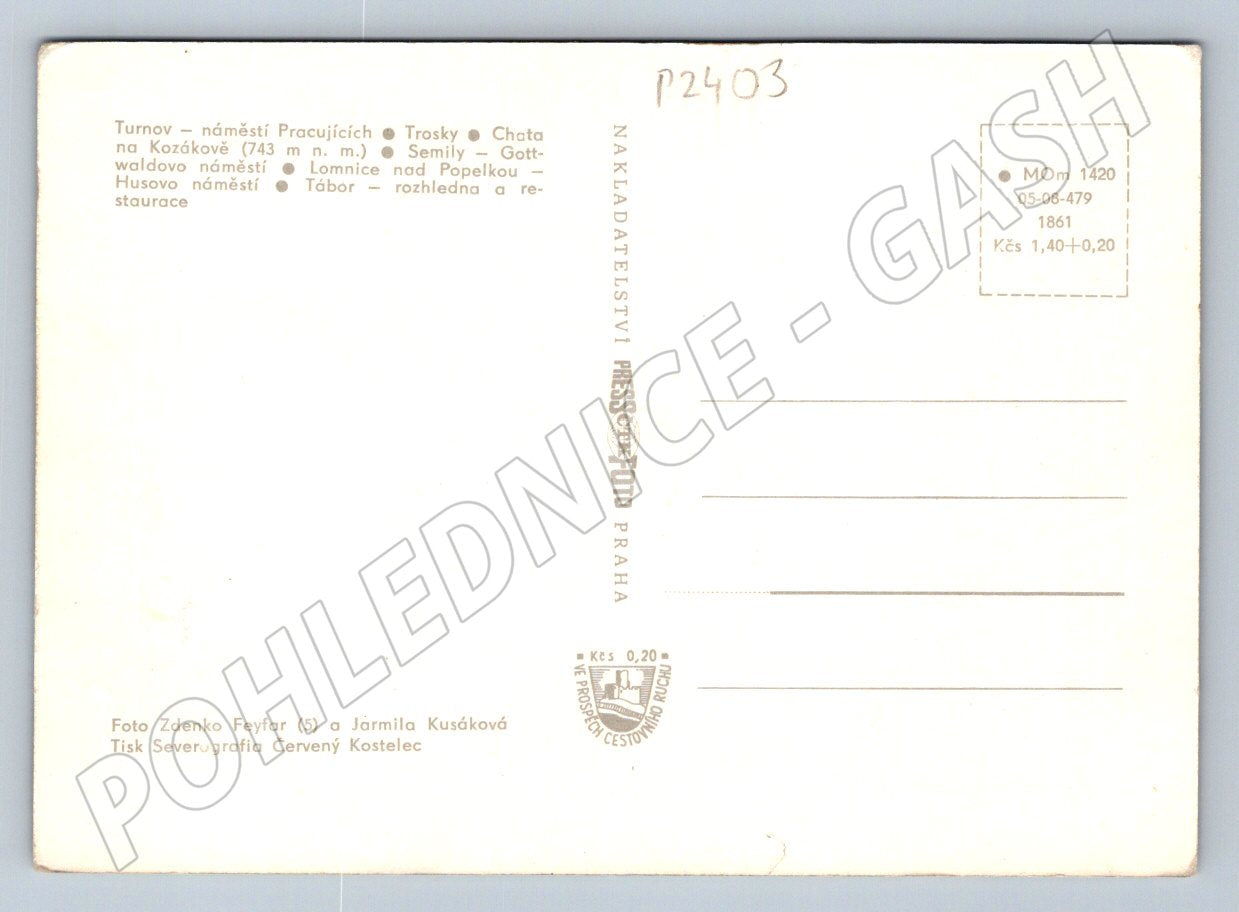 P2403
Turnov – náměstí Pracujících ● Trosky ● Chata
na Kozákově (743 m n. m.) ● Semily – Gott-
waldovo náměstí ● Lomnice nad Popelkou –
Husovo náměstí ● Tábor – rozhledna a re-
staurace
NAKLADATELSTVÍ PRESSFOTO PRAHA
● MOm 1420
05-08-479
1861
Kčs 1,40+0,20
Kčs 0,20
VE PROSPĚCH CESTOVNÍHO RUCHU
Foto Zdenko Feyfar (5) a Jarmila Kusáková
Tisk Severografia Červený Kostelec
POHLEDNICE - GASH